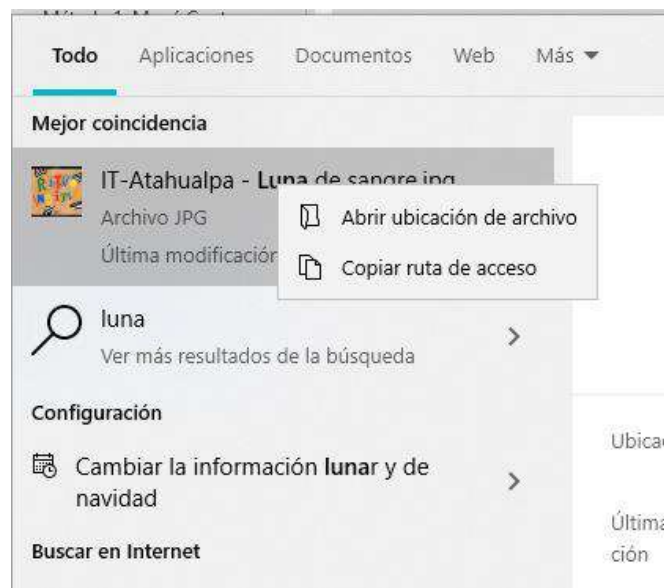 Todo Aplicaciones Documentos Web Más
Mejor coincidencia
IT-Atahualpa - Luna de sangre.jpg
Archivo JPG
Abrir ubicación de archivo
Última modificación
Copiar ruta de acceso
luna
Ver más resultados de la búsqueda
Configuración
Cambiar la información lunar y de
navidad
Buscar en Internet
Ubica
Última
ción